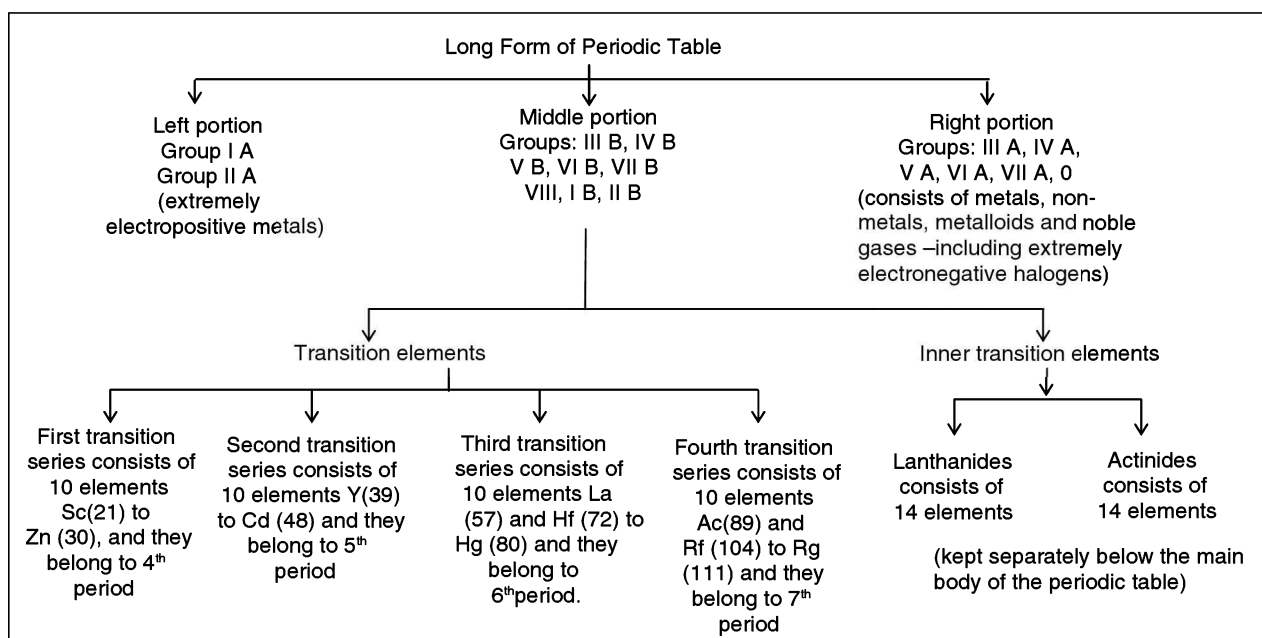 Long Form of Periodic Table
Left portion
Group I A
Group II A
(extremely
electropositive metals)
Middle portion
Groups: III B, IV B
V B, VI B, VII B
VIII, I B, II B
Right portion
Groups: III A, IV A,
V A, VI A, VII A, 0
(consists of metals, non-
metals, metalloids and noble
gases –including extremely
electronegative halogens)
Transition elements
Inner transition elements
First transition
series consists of
10 elements
Sc(21) to
Zn (30), and they
belong to 4th
period
Second transition
series consists of
10 elements Y(39)
to Cd (48) and they
belong to 5th
period
Third transition
series consists of
10 elements La
(57) and Hf (72) to
Hg (80) and they
belong to
6thperiod.
Fourth transition
series consists of
10 elements
Ac(89) and
Rf (104) to Rg
(111) and they
belong to 7th
period
Lanthanides
consists of
14 elements
Actinides
consists of
14 elements
(kept separately below the main
body of the periodic table)